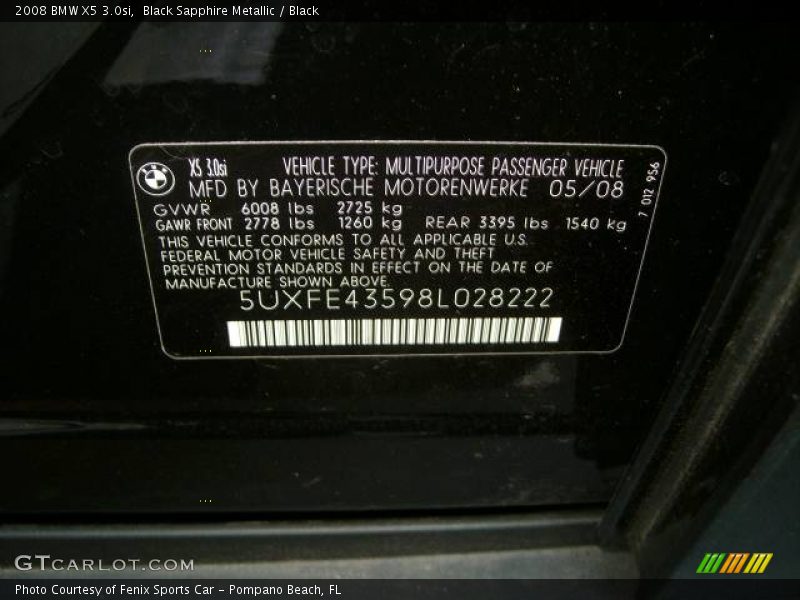 2008 BMW X5 3.0si, Black Sapphire Metallic / Black
BMW
X5 3.0si VEHICLE TYPE: MULTIPURPOSE PASSENGER VEHICLE
MFD BY BAYERISCHE MOTORENWERKE 05/08
GVWR 6008 lbs 2725 kg
GAWR FRONT 2778 lbs 1260 kg REAR 3395 lbs 1540 kg
THIS VEHICLE CONFORMS TO ALL APPLICABLE U.S.
FEDERAL MOTOR VEHICLE SAFETY AND THEFT
PREVENTION STANDARDS IN EFFECT ON THE DATE OF
MANUFACTURE SHOWN ABOVE.
5UXFE43598L028222
7 012 956
GTCARLOT.COM
Photo Courtesy of Fenix Sports Car - Pompano Beach, FL